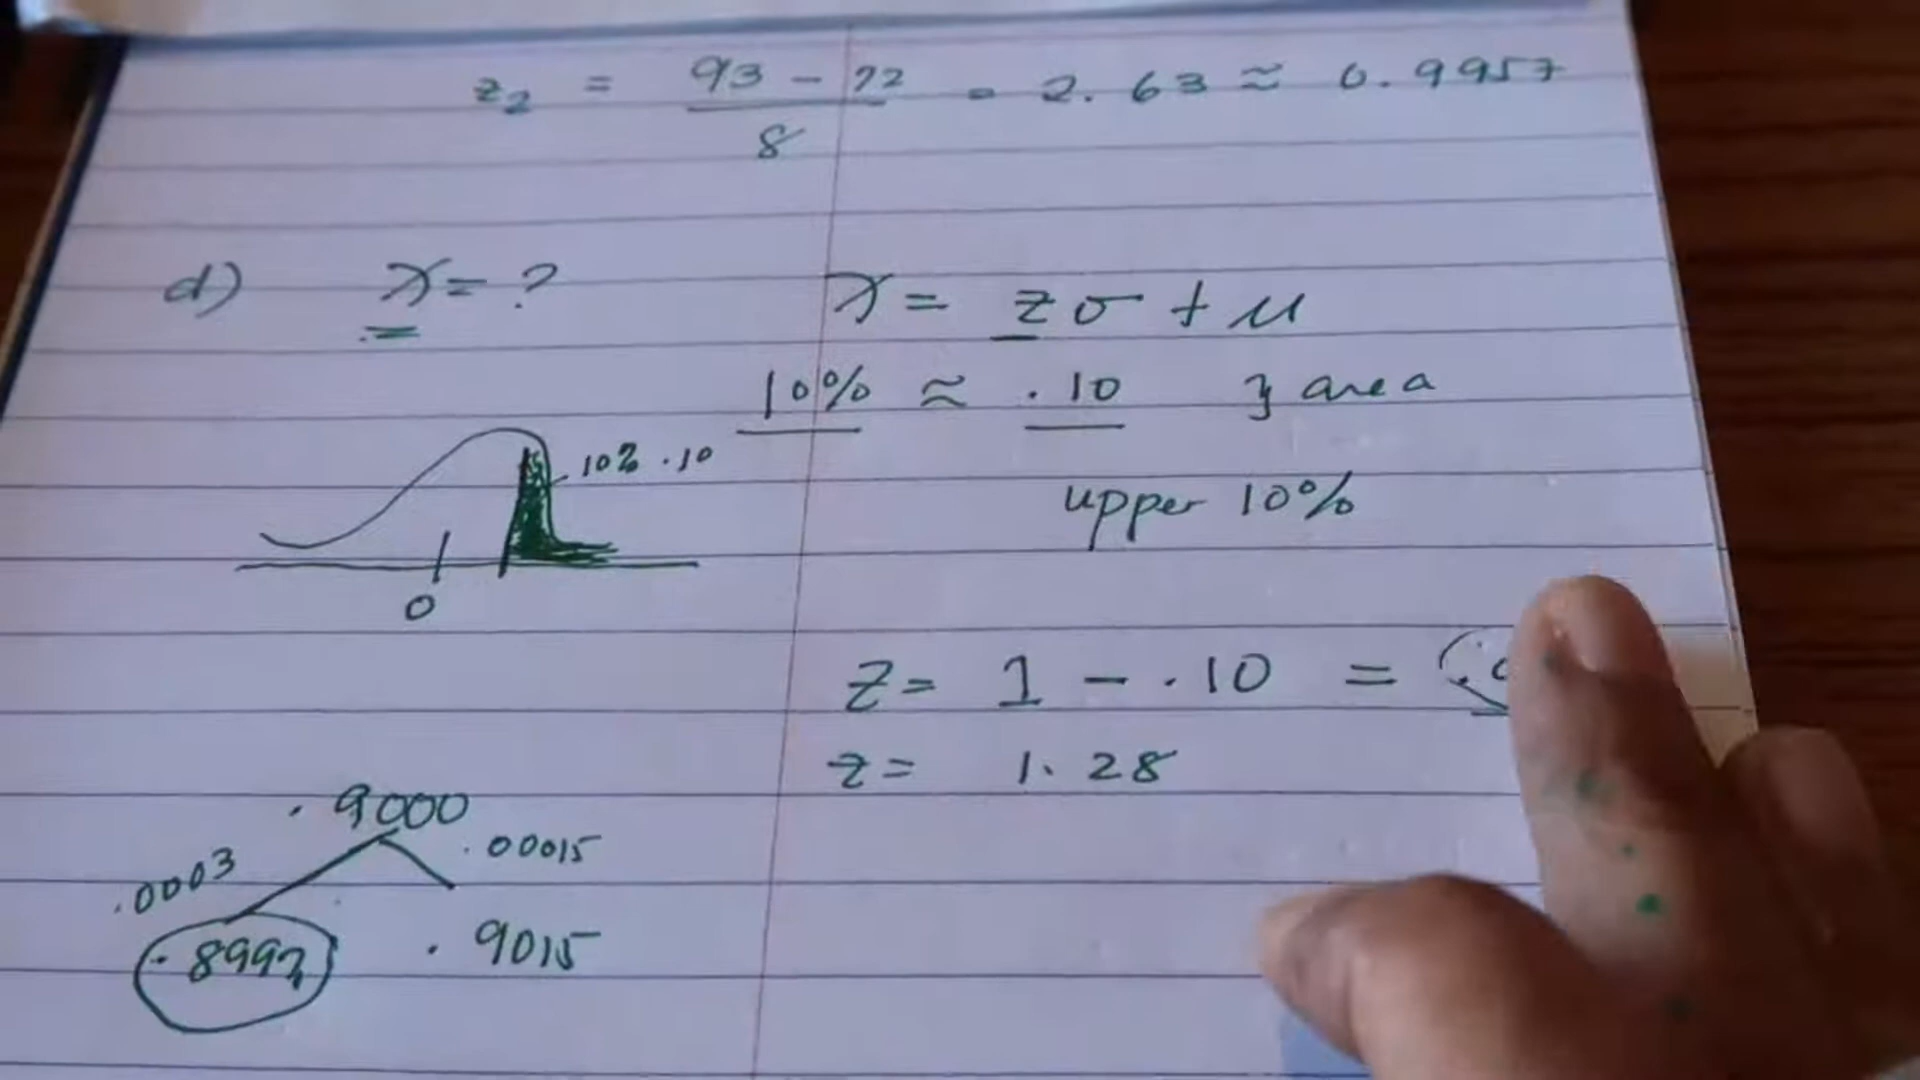 z₂ = 93 - 72 / 8 = 2.63 ≈ 0.9957
d) x = ? x = zσ + μ
10% ≈ .10 } area
10% .10
upper 10%
0
Z = 1 - .10 =
z = 1.28
.9000
.0003 .00015
.8997 .9015